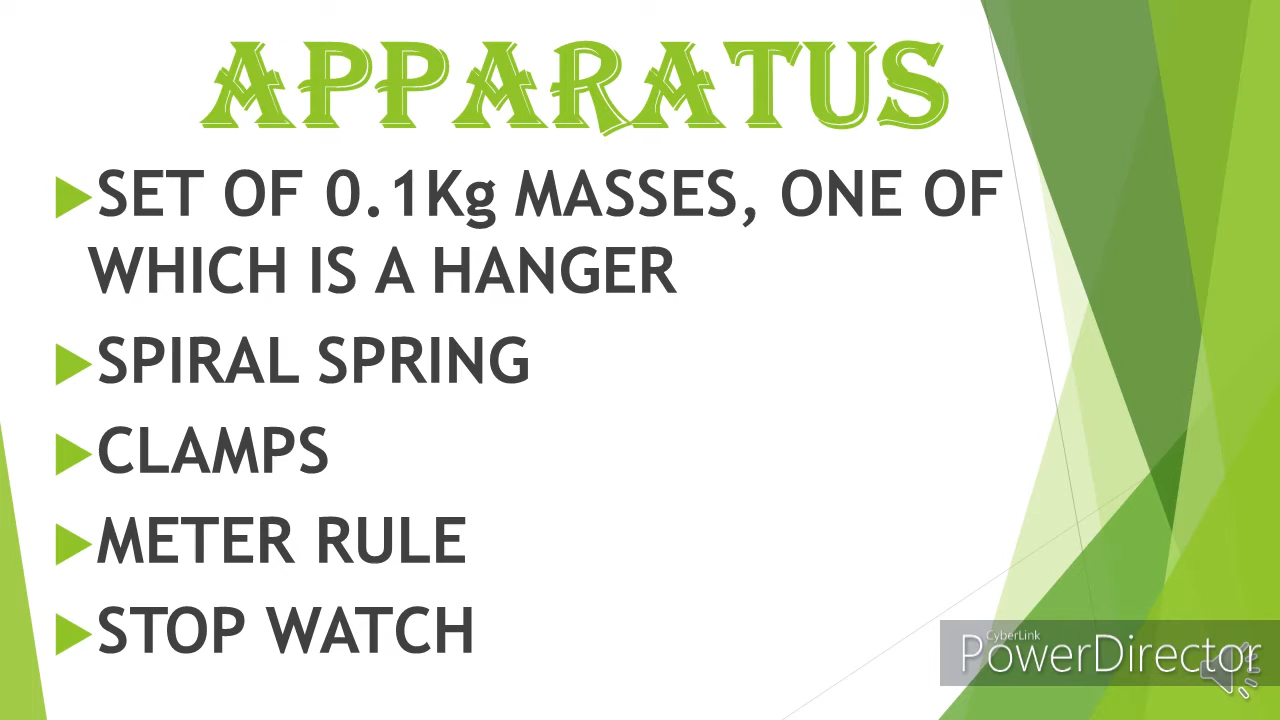 APPARATUS
SET OF 0.1Kg MASSES, ONE OF
WHICH IS A HANGER
SPIRAL SPRING
CLAMPS
METER RULE
STOP WATCH
CyberLink
PowerDirector